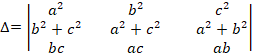 a² b² c²
Δ= b² + c² a² + c² a² + b²
bc ac ab